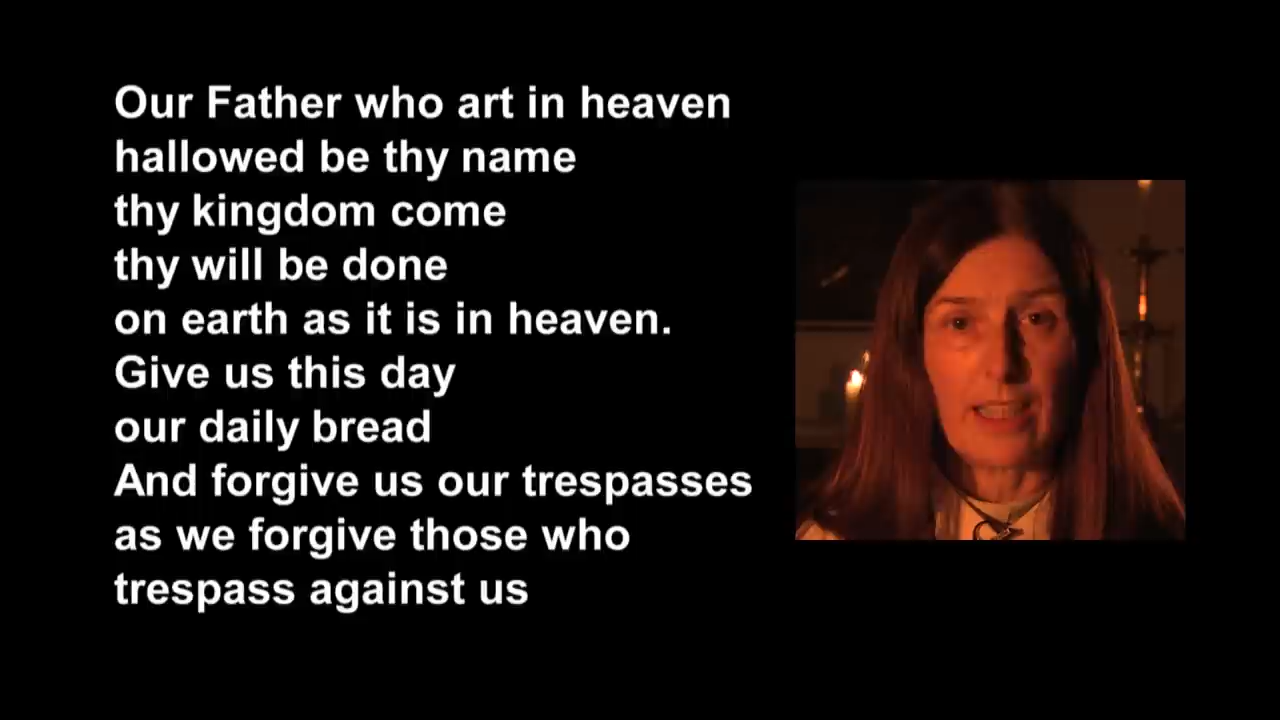 Our Father who art in heaven
hallowed be thy name
thy kingdom come
thy will be done
on earth as it is in heaven.
Give us this day
our daily bread
And forgive us our trespasses
as we forgive those who
trespass against us